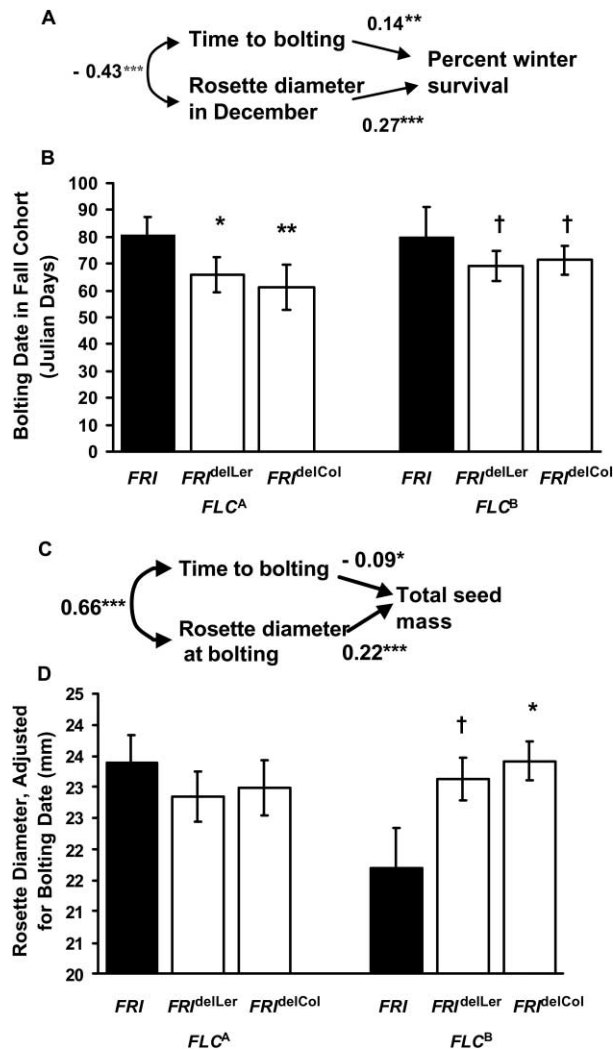 A
Time to bolting
0.14**
- 0.43***
Percent winter
survival
Rosette diameter
in December
0.27***
B
Bolting Date in Fall Cohort
(Julian Days)
100
90
80
70
60
50
40
30
20
10
0
*
**
†
†
FRI
FRIdelLer
FRIdelCol
FRI
FRIdelLer
FRIdelCol
FLCA
FLCB
C
Time to bolting
- 0.09*
0.66***
Total seed
mass
Rosette diameter
at bolting
0.22***
D
Rosette Diameter, Adjusted
for Bolting Date (mm)
25
24
24
23
23
22
22
21
21
20
†
*
FRI
FRIdelLer
FRIdelCol
FRI
FRIdelLer
FRIdelCol
FLCA
FLCB